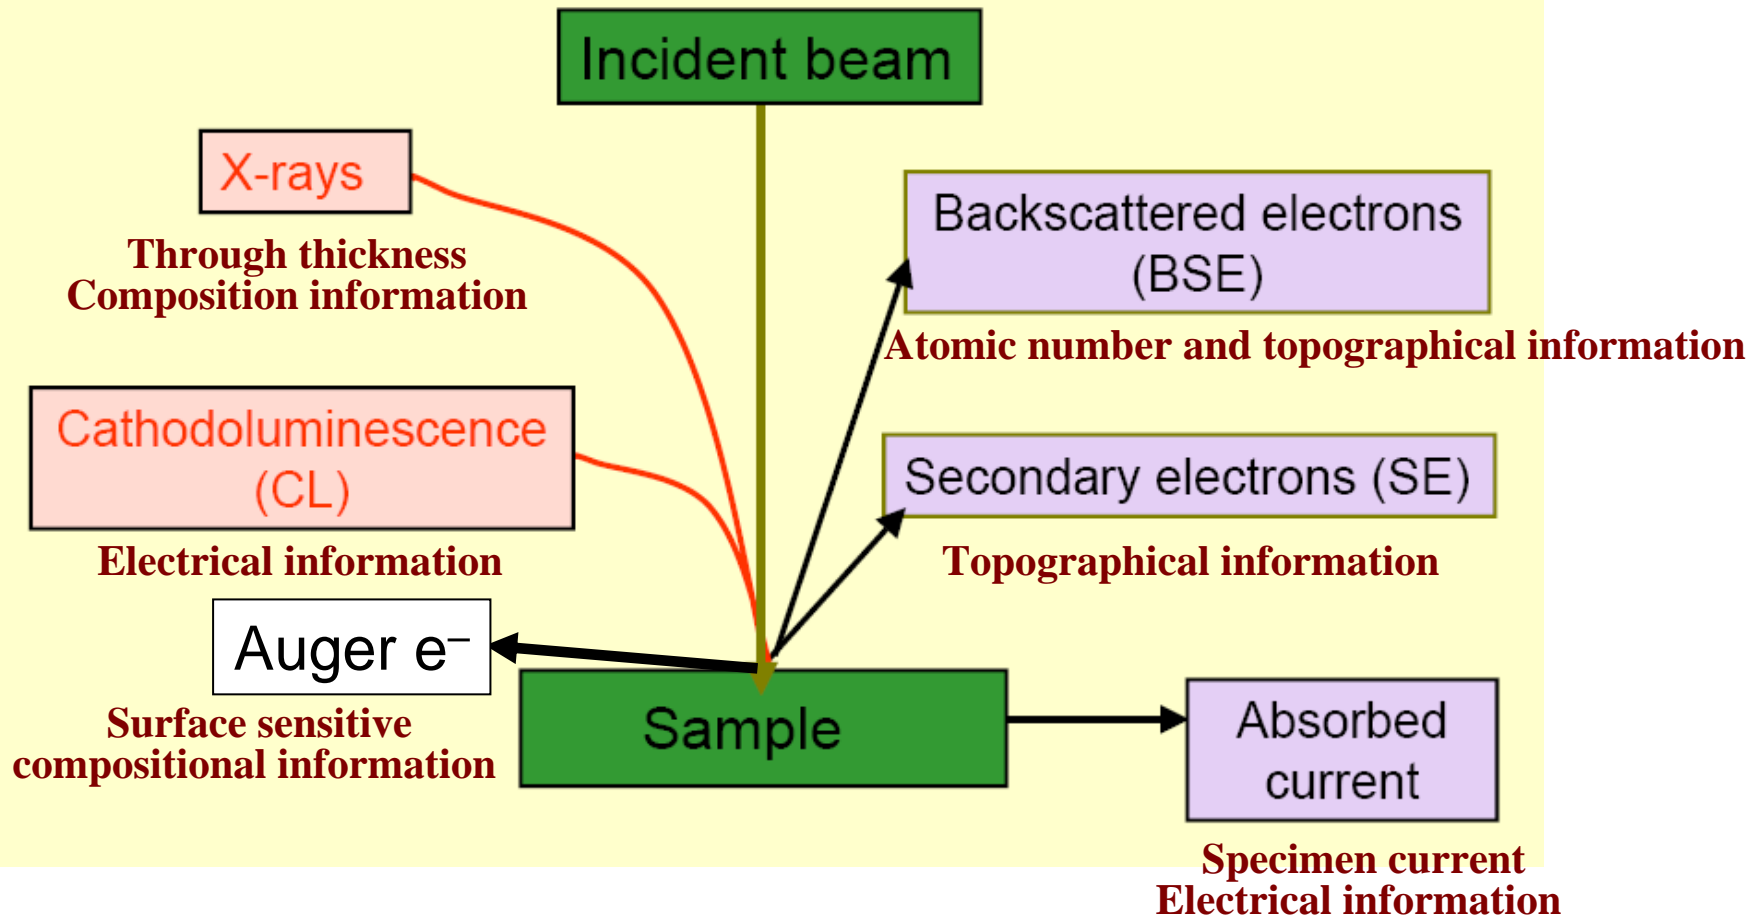 Incident beam
X-rays
Through thickness
Composition information
Backscattered electrons
(BSE)
Atomic number and topographical information
Cathodoluminescence
(CL)
Electrical information
Secondary electrons (SE)
Topographical information
Auger e–
Surface sensitive
compositional information
Sample
Absorbed
current
Specimen current
Electrical information